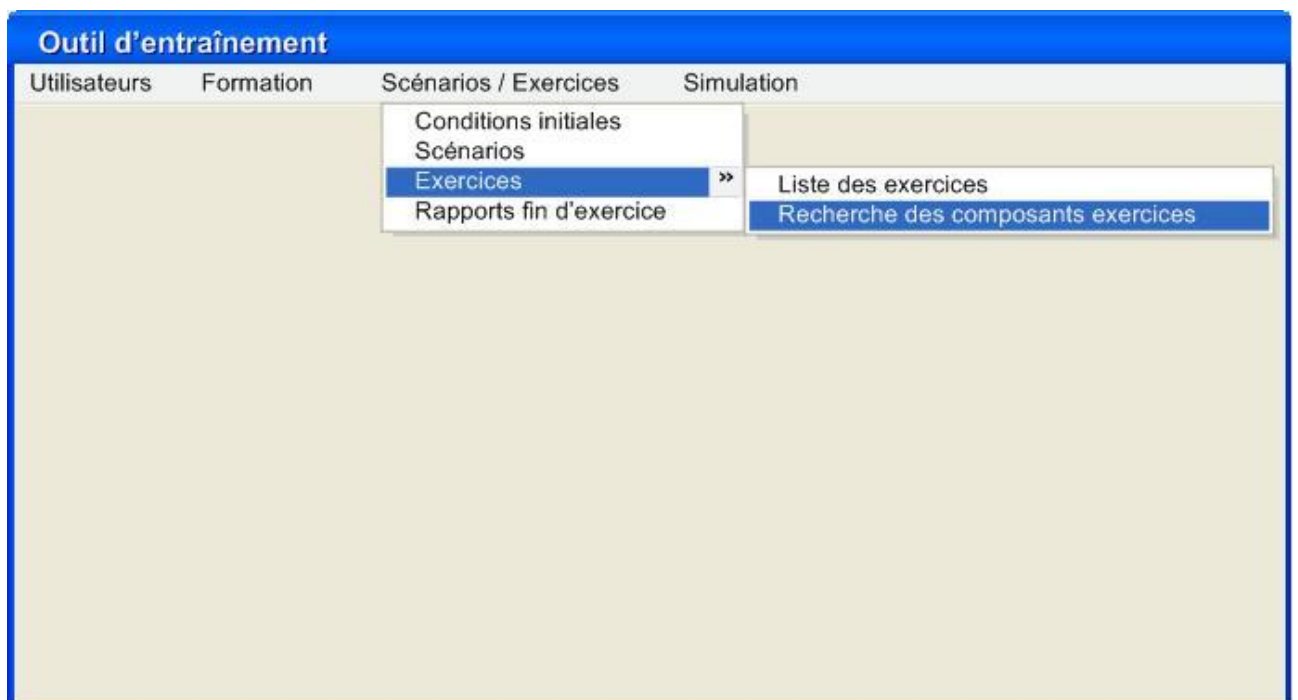 Outil d'entraînement
Utilisateurs Formation Scénarios / Exercices Simulation
Conditions initiales
Scénarios
Exercices »
Rapports fin d'exercice
Liste des exercices
Recherche des composants exercices